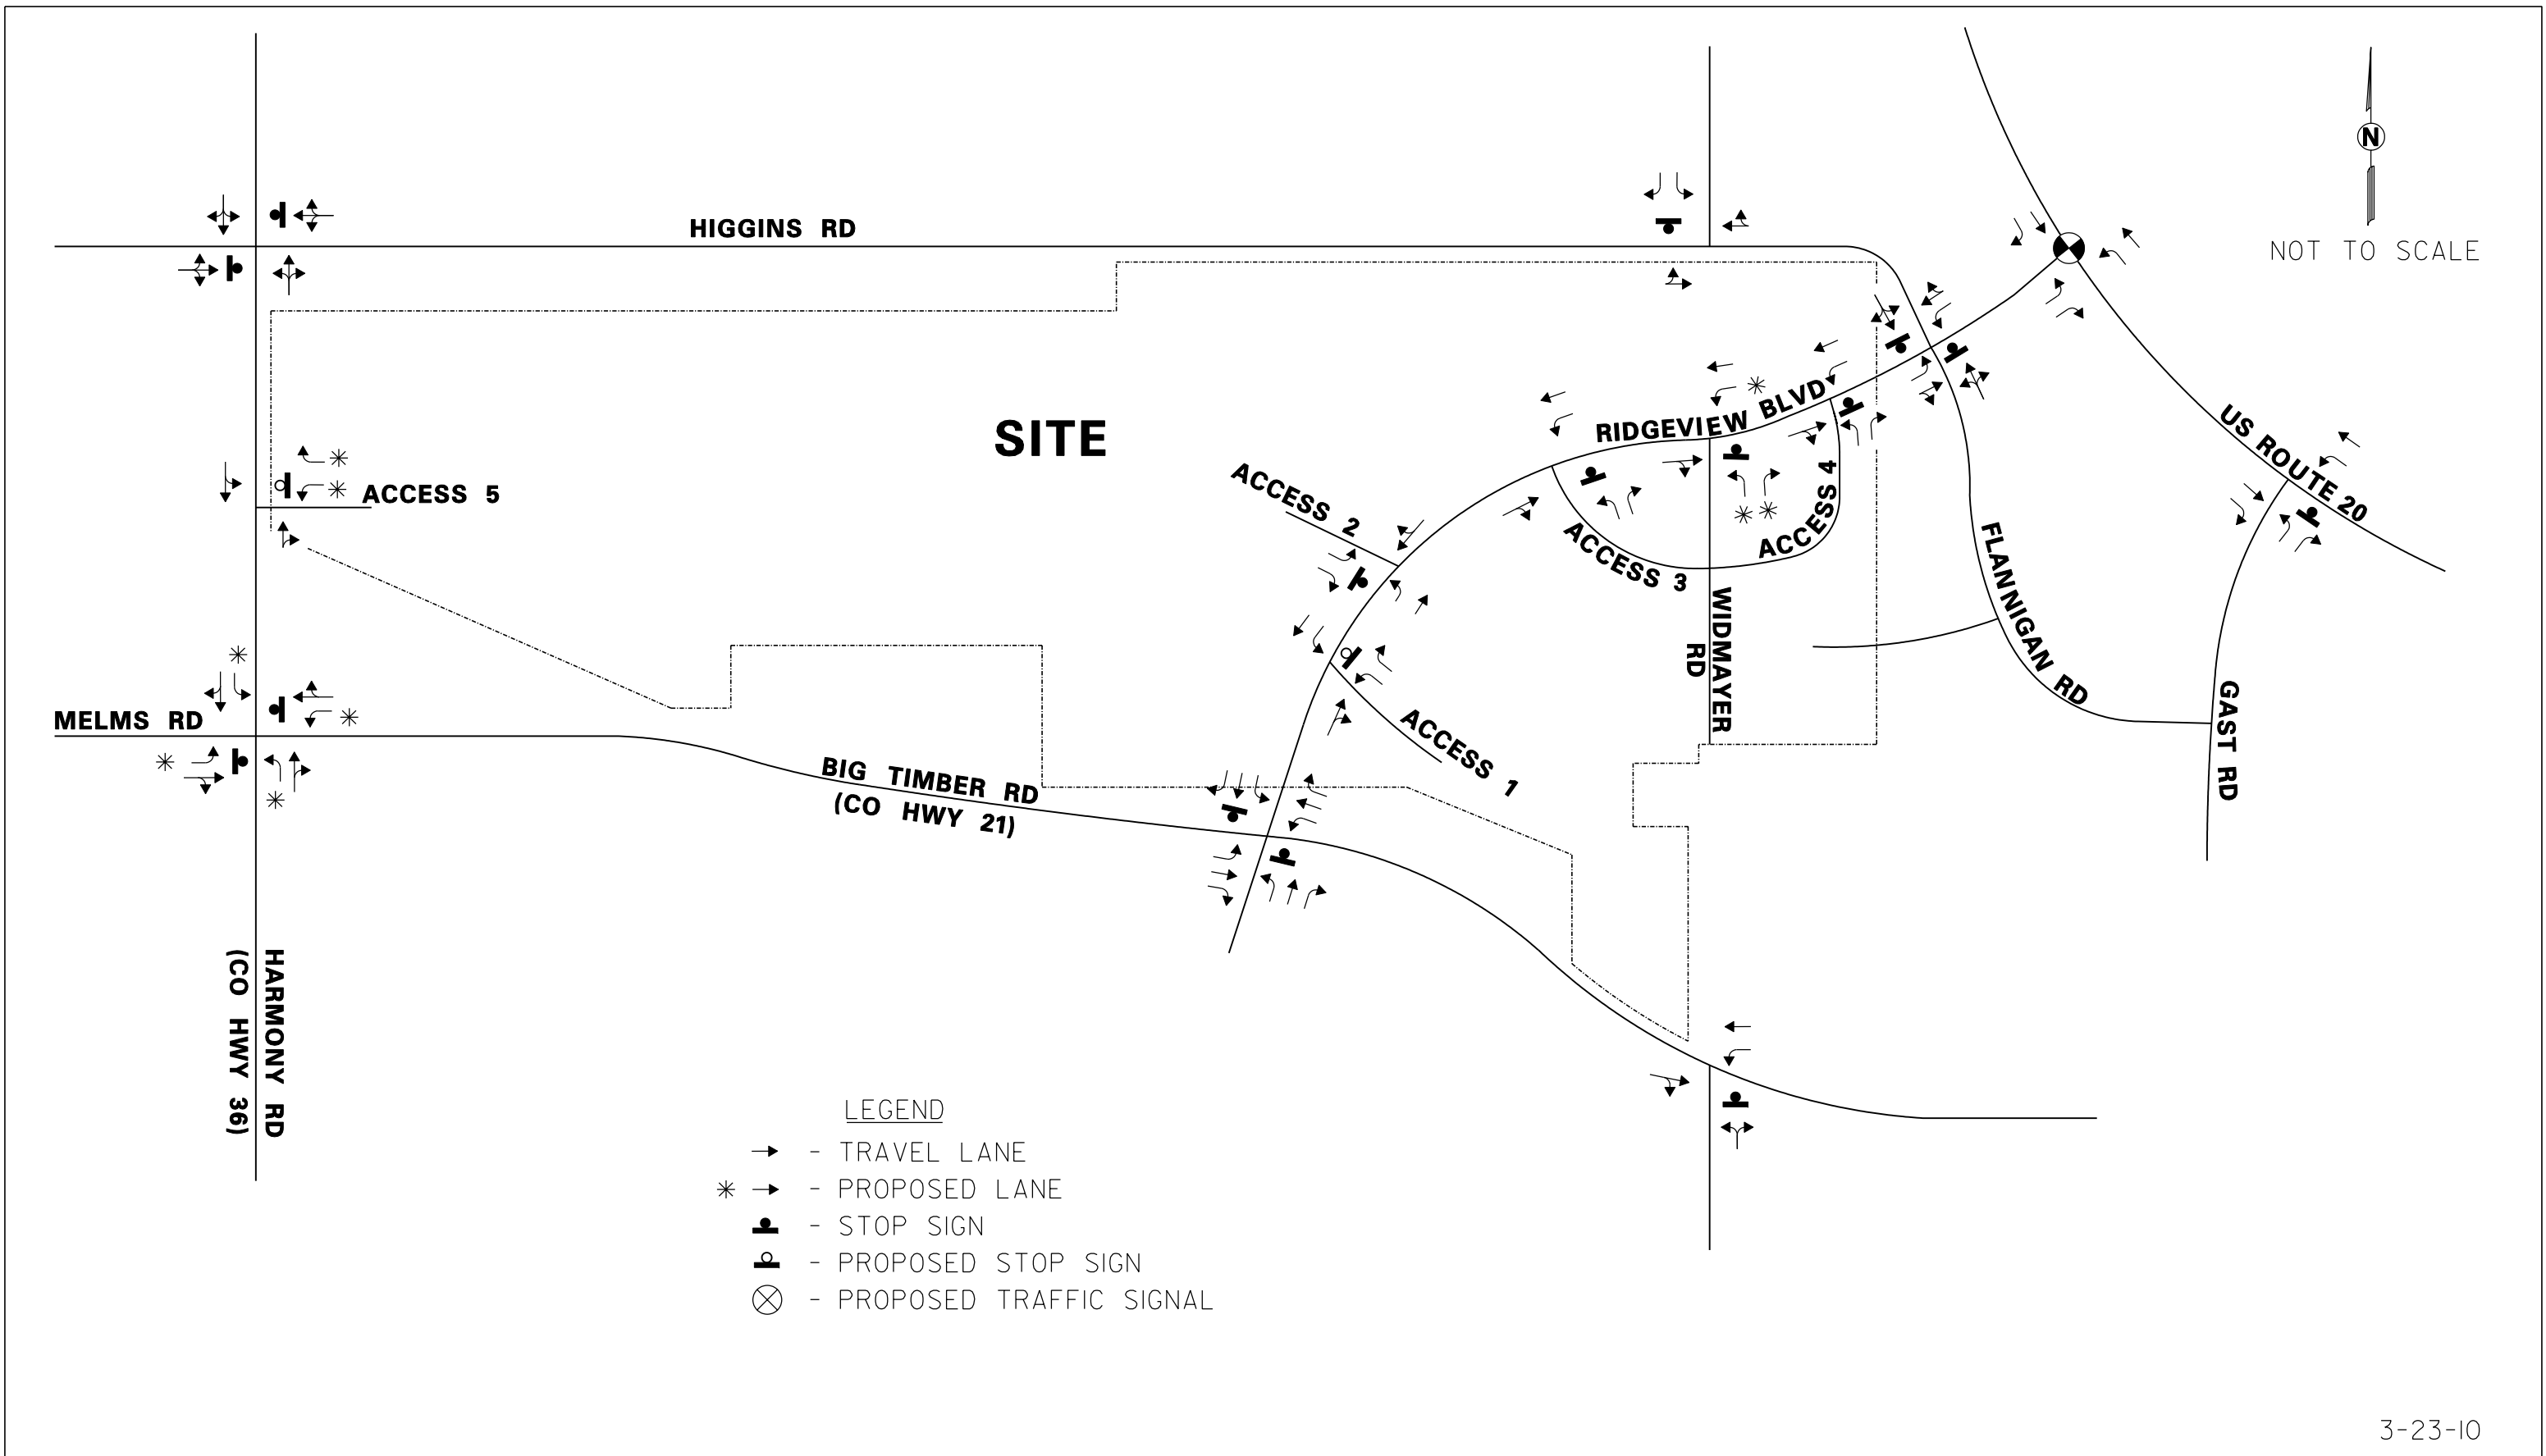 N
NOT TO SCALE
HIGGINS RD
SITE
RIDGEVIEW BLVD
US ROUTE 20
ACCESS 5
ACCESS 2
ACCESS 3
ACCESS 4
WIDMAYER
RD
FLANNIGAN RD
GAST RD
MELMS RD
ACCESS 1
BIG TIMBER RD
(CO HWY 21)
HARMONY RD
(CO HWY 36)
LEGEND
- TRAVEL LANE
- PROPOSED LANE
- STOP SIGN
- PROPOSED STOP SIGN
- PROPOSED TRAFFIC SIGNAL
3-23-10